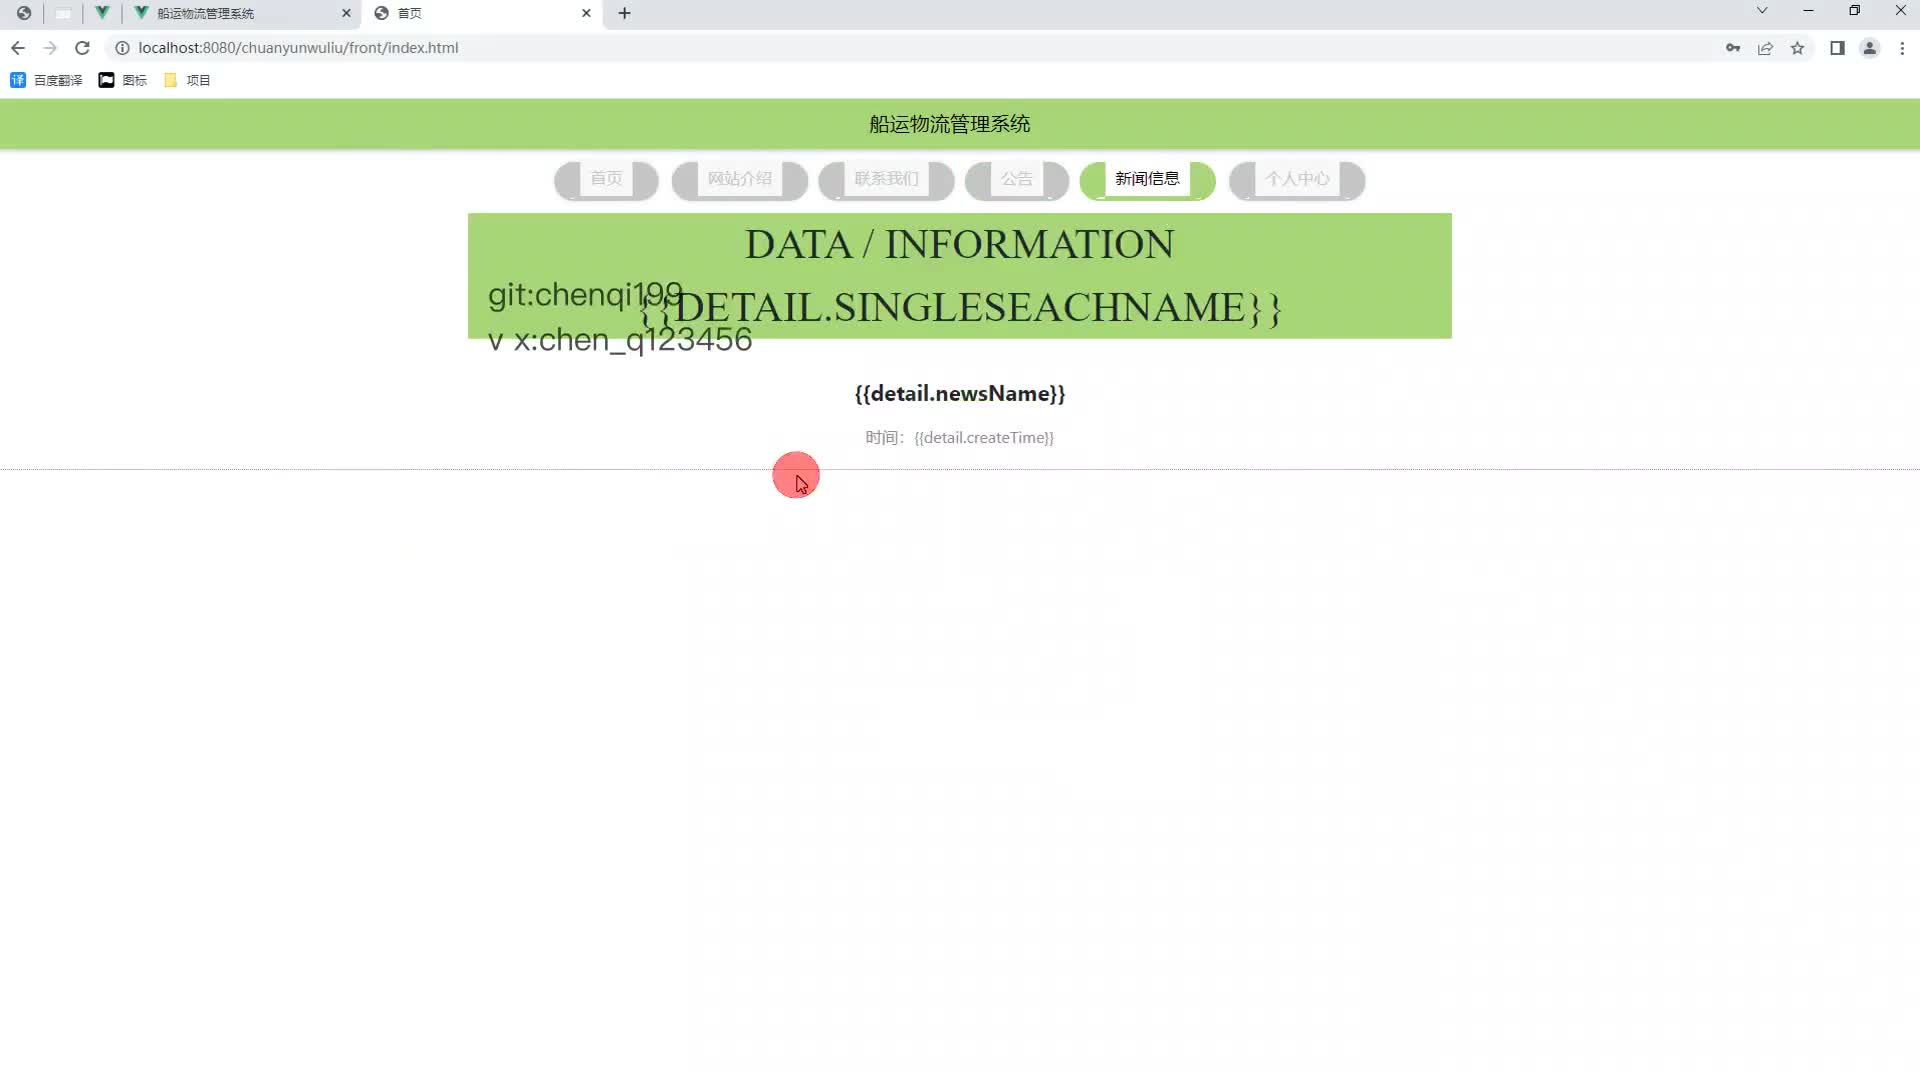 船运物流管理系统
首页
localhost:8080/chuanyunwuliu/front/index.html
译 百度翻译 图标 项目
船运物流管理系统
首页 网站介绍 联系我们 公告 新闻信息 个人中心
DATA / INFORMATION
git:chenqi199
{{DETAIL.SINGLESEACHNAME}}
v x:chen_q123456
{{detail.newsName}}
时间：{{detail.createTime}}